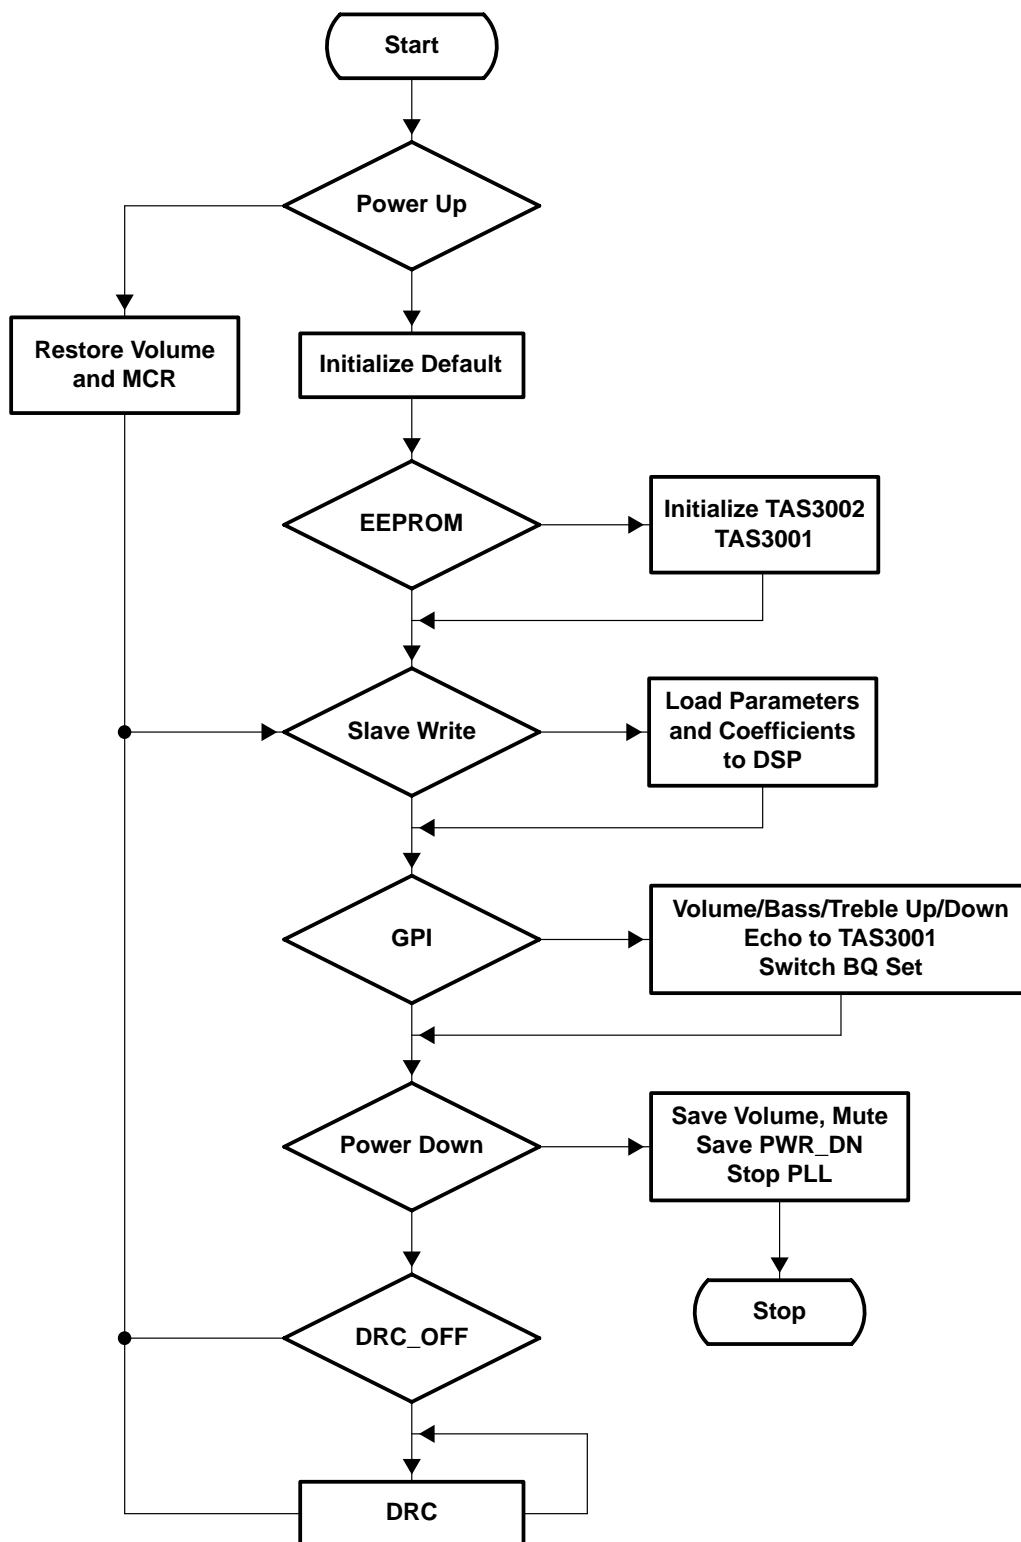 Start
Power Up
Restore Volume
and MCR
Initialize Default
EEPROM
Initialize TAS3002
TAS3001
Slave Write
Load Parameters
and Coefficients
to DSP
GPI
Volume/Bass/Treble Up/Down
Echo to TAS3001
Switch BQ Set
Power Down
Save Volume, Mute
Save PWR_DN
Stop PLL
Stop
DRC_OFF
DRC